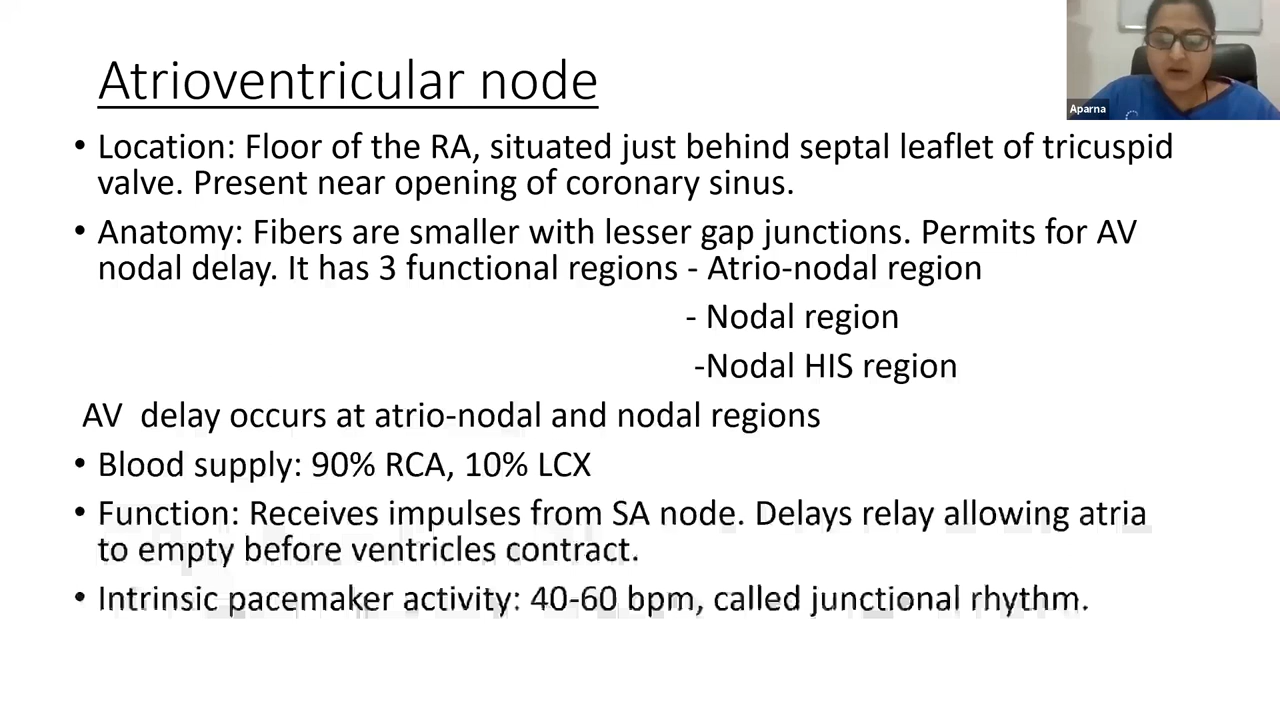 Atrioventricular node
Aparna
• Location: Floor of the RA, situated just behind septal leaflet of tricuspid
valve. Present near opening of coronary sinus.
• Anatomy: Fibers are smaller with lesser gap junctions. Permits for AV
nodal delay. It has 3 functional regions - Atrio-nodal region
- Nodal region
-Nodal HIS region
AV  delay occurs at atrio-nodal and nodal regions
• Blood supply: 90% RCA, 10% LCX
• Function: Receives impulses from SA node. Delays relay allowing atria
to empty before ventricles contract.
• Intrinsic pacemaker activity: 40-60 bpm, called junctional rhythm.